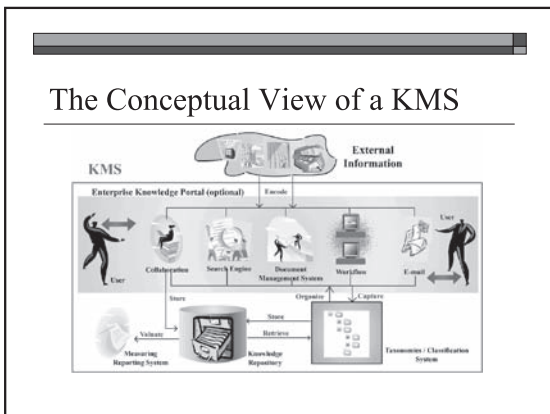 The Conceptual View of a KMS
External
Information
KMS
Encode
Enterprise Knowledge Portal (optional)
User
User
Collaboration
Search Engine
Document
Management System
Workflow
E-mail
Store
Organize
Capture
Store
Valuate
Retrieve
Measuring
Reporting System
Knowledge
Repository
Taxonomies / Classification
System